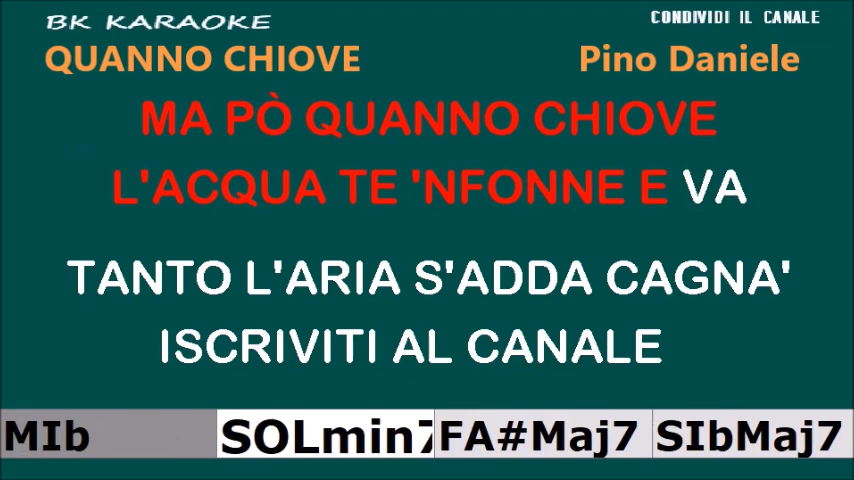 BK KARAOKE
CONDIVIDI IL CANALE
QUANNO CHIOVE
Pino Daniele
MA PÒ QUANNO CHIOVE
L'ACQUA TE 'NFONNE E VA
TANTO L'ARIA S'ADDA CAGNA'
ISCRIVITI AL CANALE
MIb SOLmin7 FA#Maj7 SIbMaj7